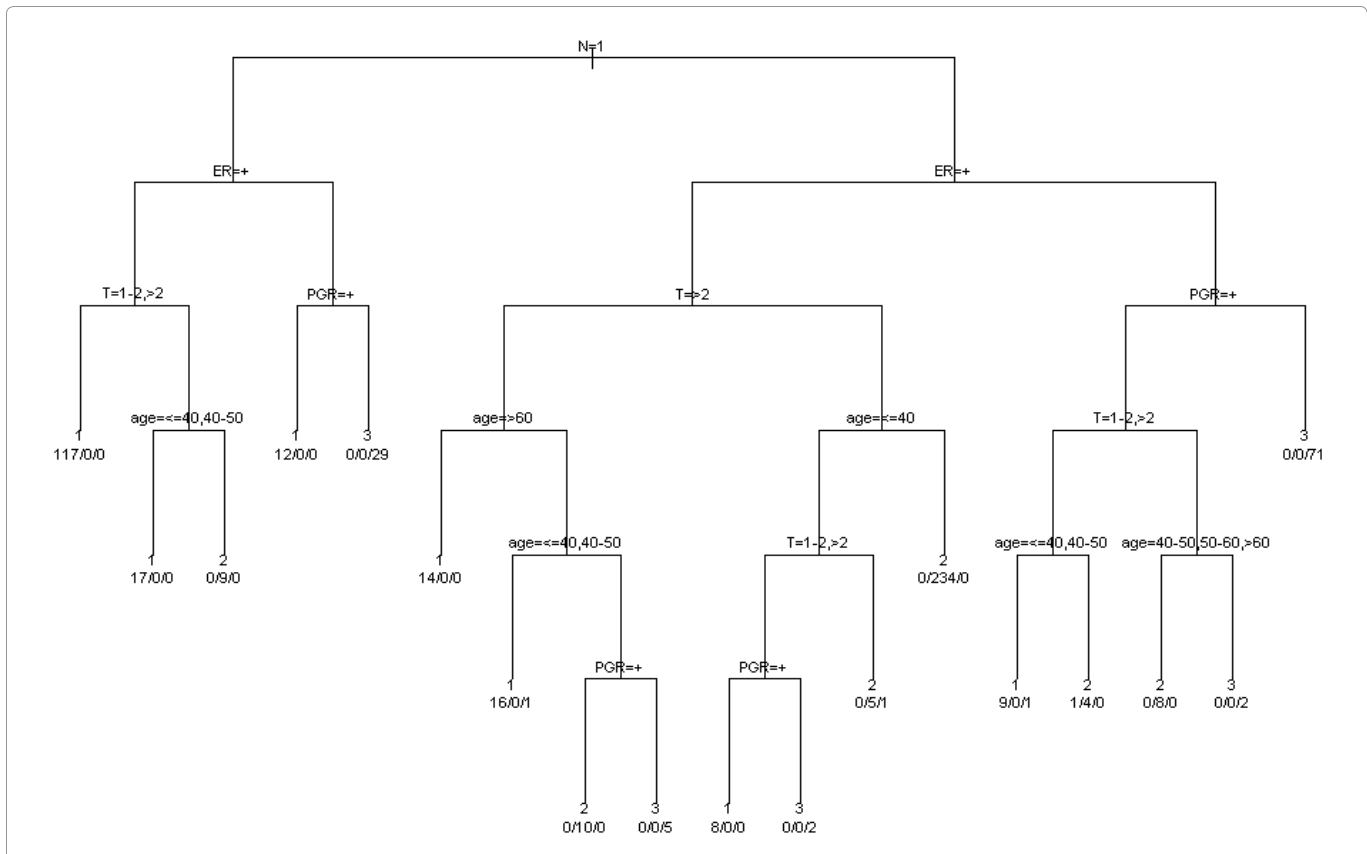 N=1
ER=+ ER=+
T=1-2,>2 PGR=+ T=>2 PGR=+
1 age=<=40,40-50 1 3 age=>60 age=<=40 T=1-2,>2 3
117/0/0 12/0/0 0/0/29 0/0/71
1 2 1 age=<=40,40-50 T=1-2,>2 2 age=<=40,40-50 age=40-50,50-60,>60
17/0/0 0/9/0 14/0/0 0/234/0
1 PGR=+ PGR=+ 2 1 2 2 3
16/0/1 0/5/1 9/0/1 1/4/0 0/8/0 0/0/2
2 3 1 3
0/10/0 0/0/5 8/0/0 0/0/2